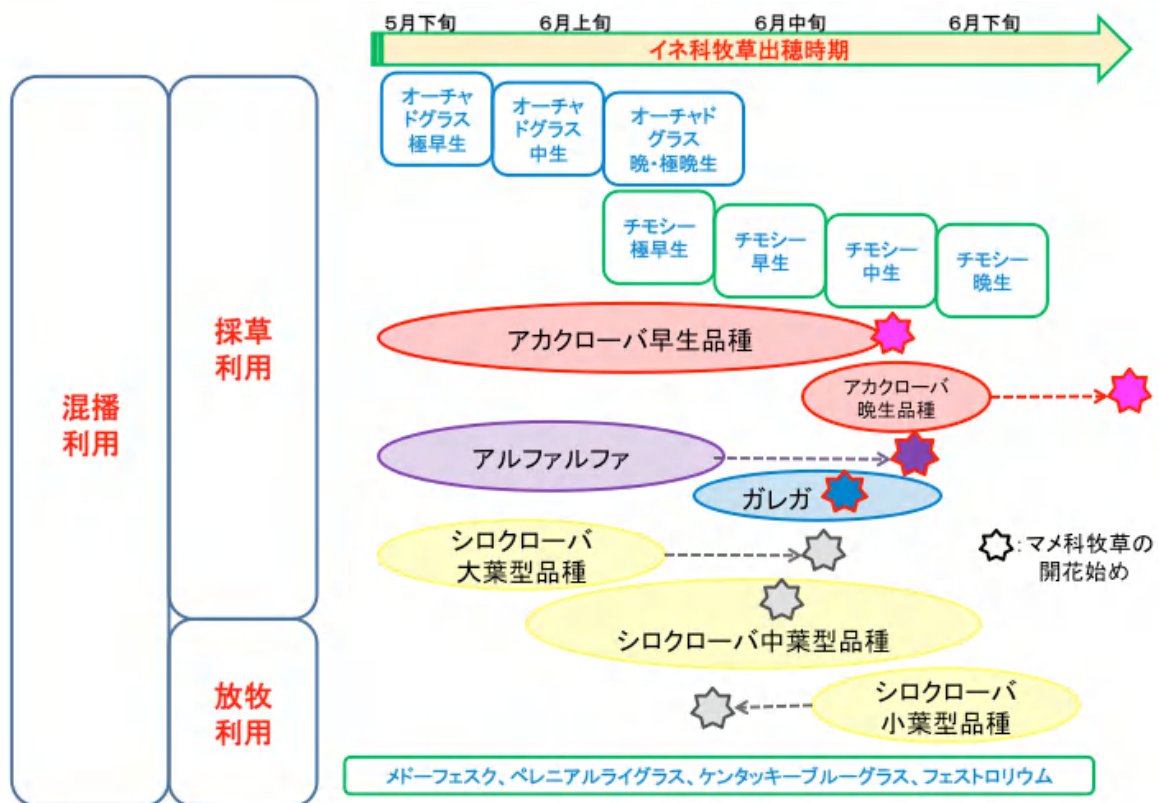 5月下旬 6月上旬 6月中旬 6月下旬
イネ科牧草出穂時期
オーチャ
ドグラス
極早生
オーチャ
ドグラス
中生
オーチャド
グラス
晩・極晩生
チモシー
極早生
チモシー
早生
チモシー
中生
チモシー
晩生
混播
利用
採草
利用
アカクローバ早生品種
アカクローバ
晩生品種
アルファルファ
ガレガ
シロクローバ
大葉型品種
:マメ科牧草の
開花始め
シロクローバ中葉型品種
放牧
利用
シロクローバ
小葉型品種
メドーフェスク、ペレニアルライグラス、ケンタッキーブルーグラス、フェストロリウム